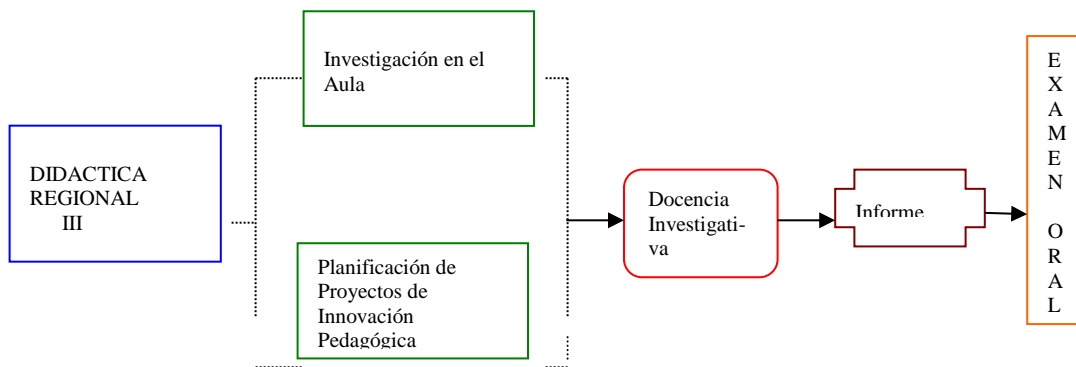 DIDACTICA
REGIONAL
III
Investigación en el
Aula
Planificación de
Proyectos de
Innovación
Pedagógica
Docencia
Investigati-
va
Informe
E
X
A
M
E
N
O
R
A
L